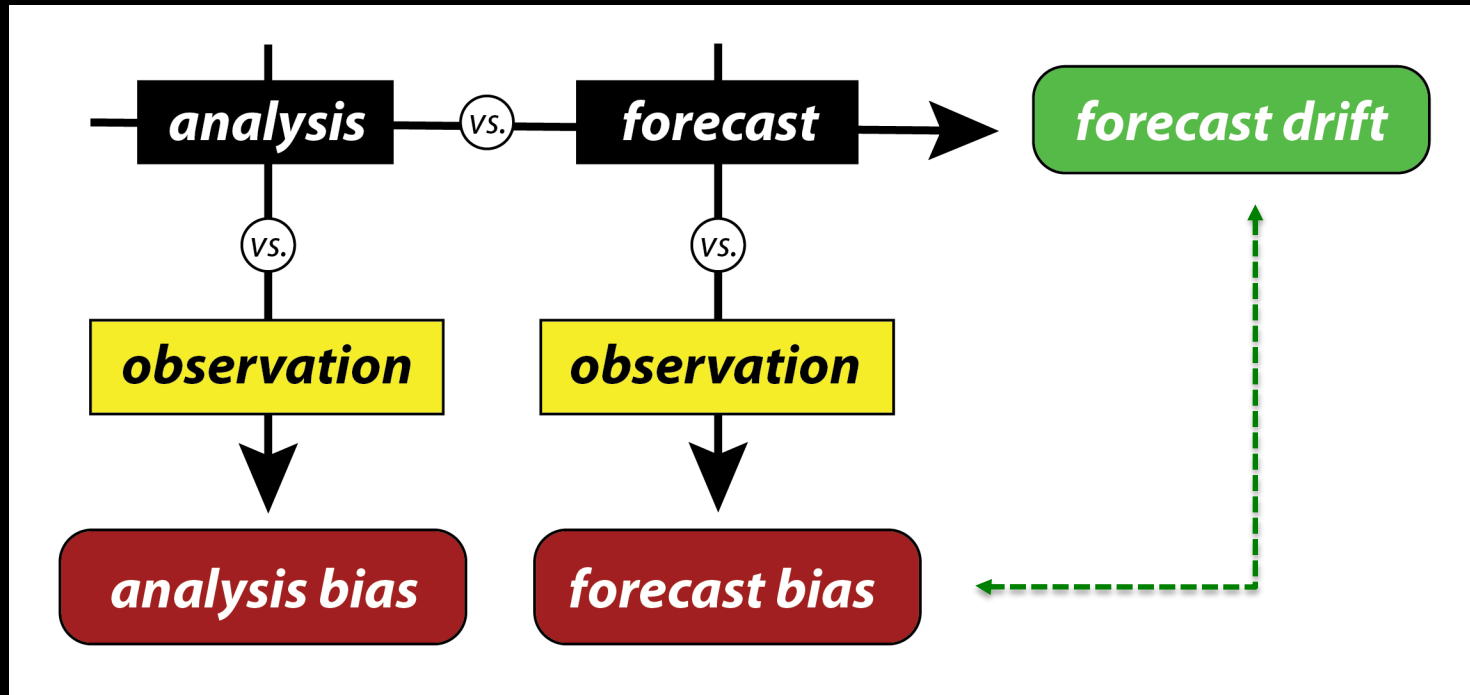 analysis
vs.
forecast
forecast drift
vs.
vs.
observation
observation
analysis bias
forecast bias